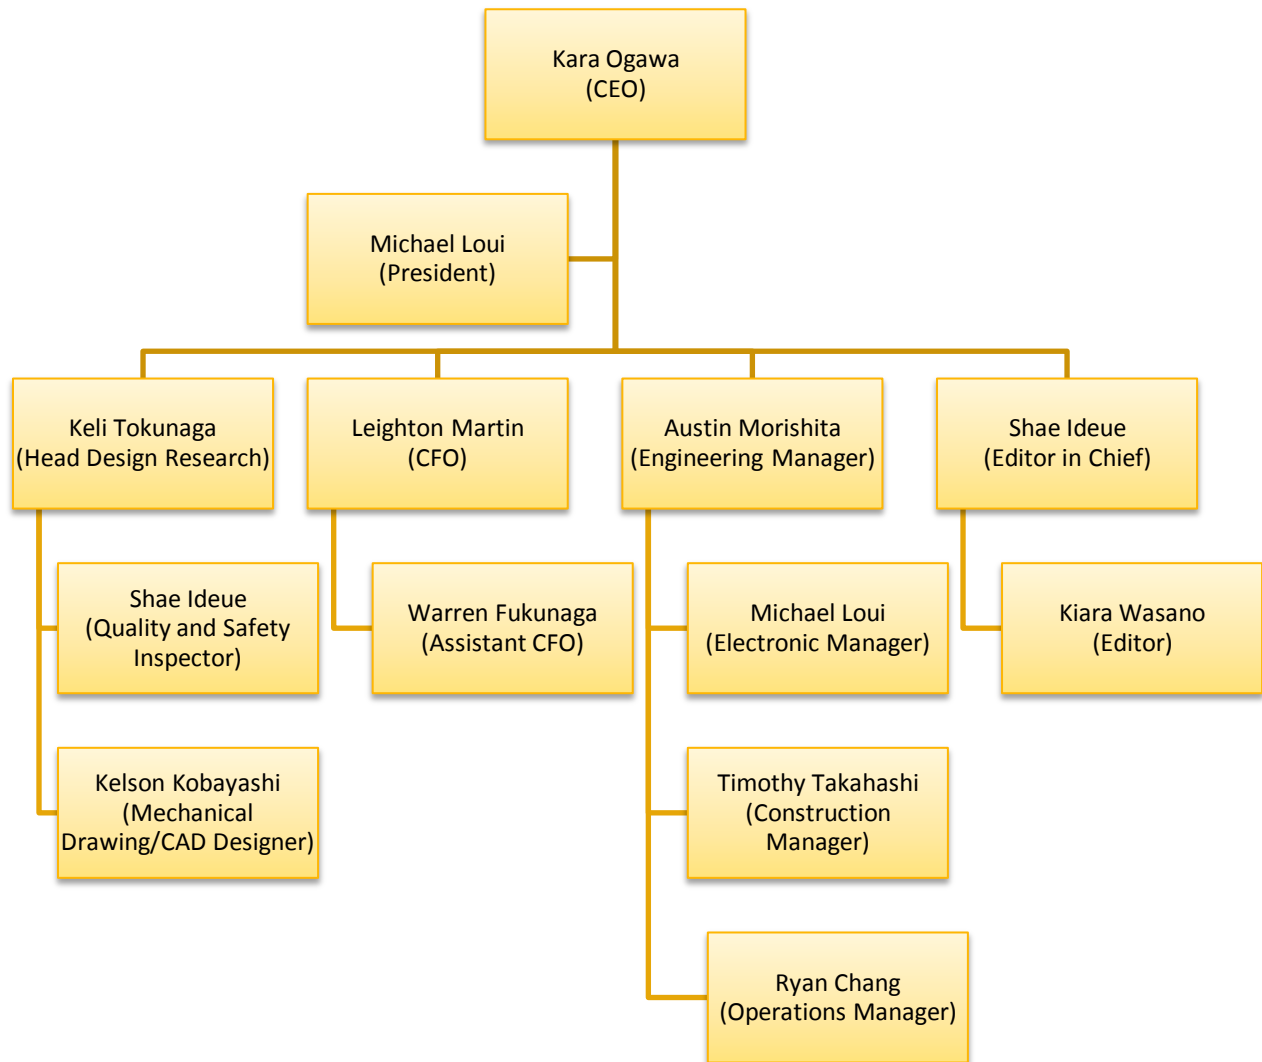 Kara Ogawa
(CEO)
Michael Loui
(President)
Keli Tokunaga
(Head Design Research)
Leighton Martin
(CFO)
Austin Morishita
(Engineering Manager)
Shae Ideue
(Editor in Chief)
Shae Ideue
(Quality and Safety
Inspector)
Warren Fukunaga
(Assistant CFO)
Michael Loui
(Electronic Manager)
Kiara Wasano
(Editor)
Kelson Kobayashi
(Mechanical
Drawing/CAD Designer)
Timothy Takahashi
(Construction
Manager)
Ryan Chang
(Operations Manager)